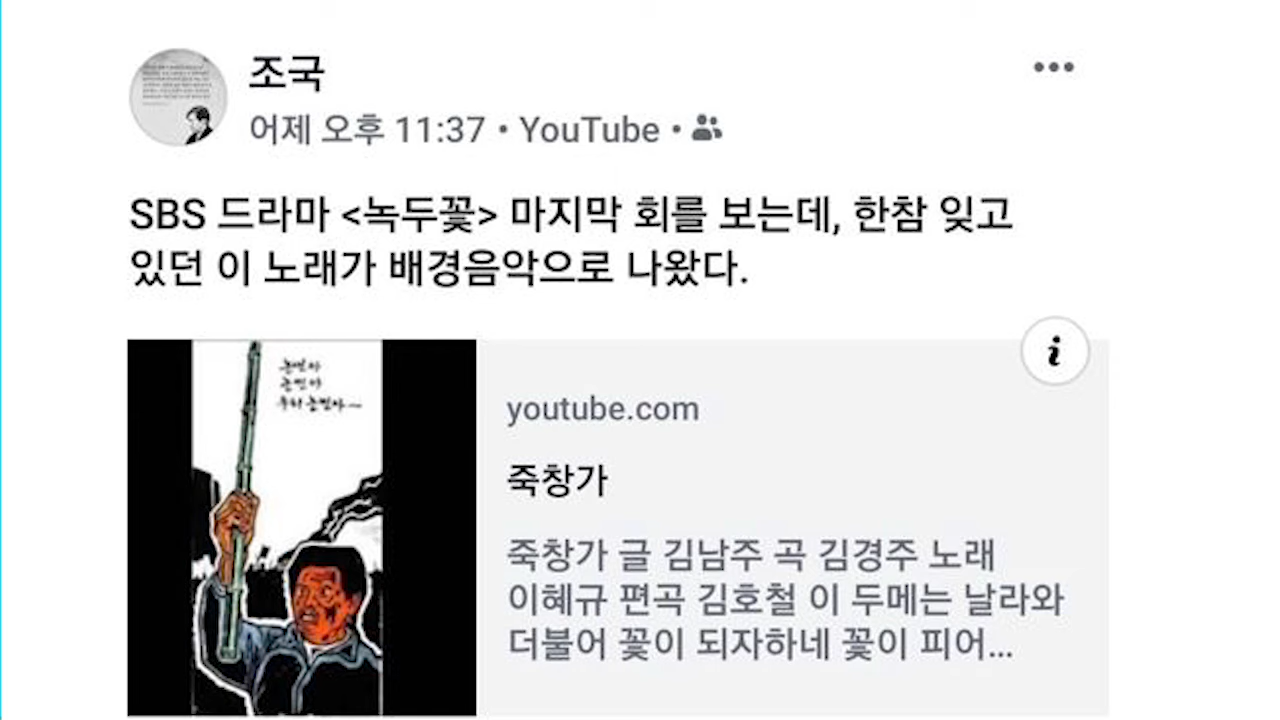 조국
어제 오후 11:37 • YouTube •
SBS 드라마 <녹두꽃> 마지막 회를 보는데, 한참 잊고
있던 이 노래가 배경음악으로 나왔다.
i
youtube.com
죽창가
죽창가 글 김남주 곡 김경주 노래
이혜규 편곡 김호철 이 두메는 날라와
더불어 꽃이 되자하네 꽃이 피어...